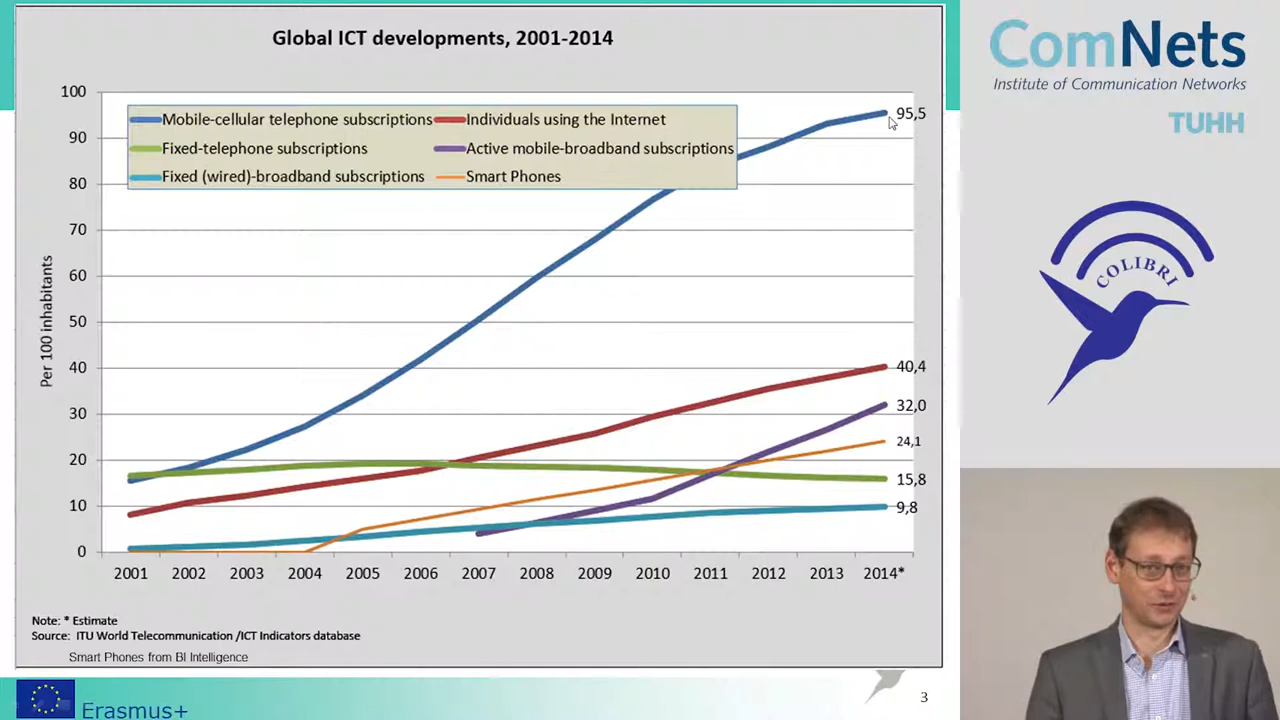 Global ICT developments, 2001-2014
100
90
80
70
60
50
40
30
20
10
0
Per 100 inhabitants
Mobile-cellular telephone subscriptions
Individuals using the Internet
Fixed-telephone subscriptions
Active mobile-broadband subscriptions
Fixed (wired)-broadband subscriptions
Smart Phones
95,5
40,4
32,0
24,1
15,8
9,8
2001 2002 2003 2004 2005 2006 2007 2008 2009 2010 2011 2012 2013 2014*
Note: * Estimate
Source: ITU World Telecommunication /ICT Indicators database
Smart Phones from BI Intelligence
Erasmus+
3
ComNets
Institute of Communication Networks
TUHH
COLIBRI